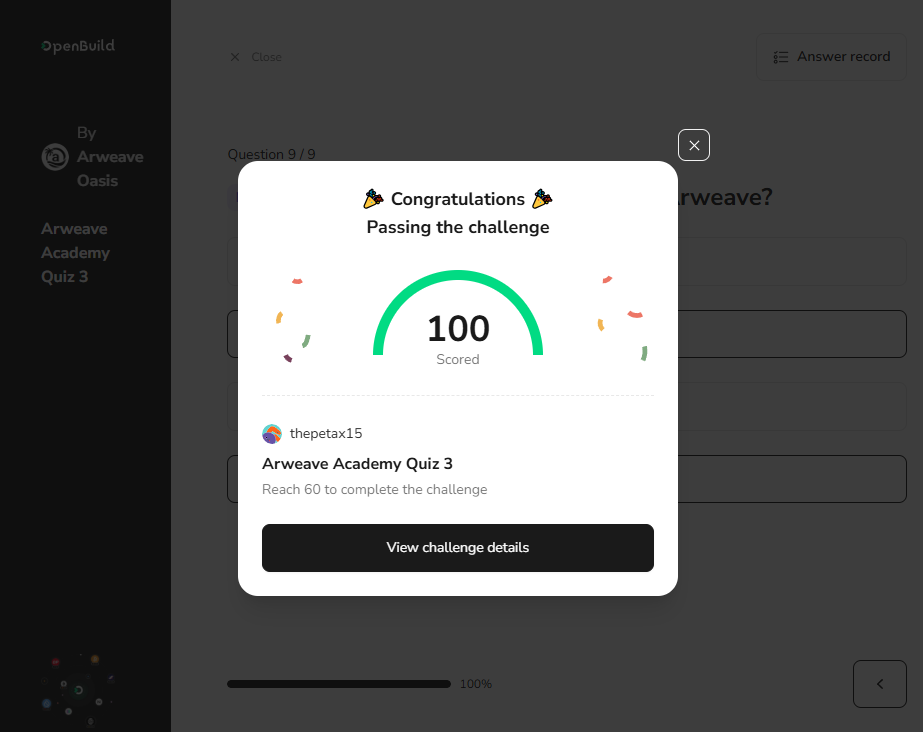 OpenBuild
By
Arweave
Oasis
Arweave
Academy
Quiz 3
Close
Answer record
Question 9 / 9
Arweave?
Congratulations
Passing the challenge
100
Scored
thepetax15
Arweave Academy Quiz 3
Reach 60 to complete the challenge
View challenge details
100%